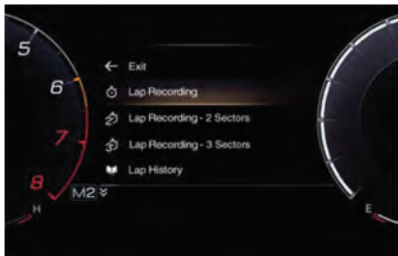 5
6
7
8
H
← Exit
Lap Recording
Lap Recording - 2 Sectors
Lap Recording - 3 Sectors
Lap History
M2
E